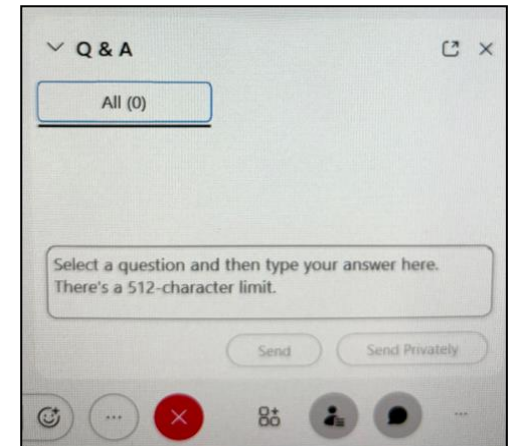 Q & A
All (0)
Select a question and then type your answer here.
There's a 512-character limit.
Send
Send Privately